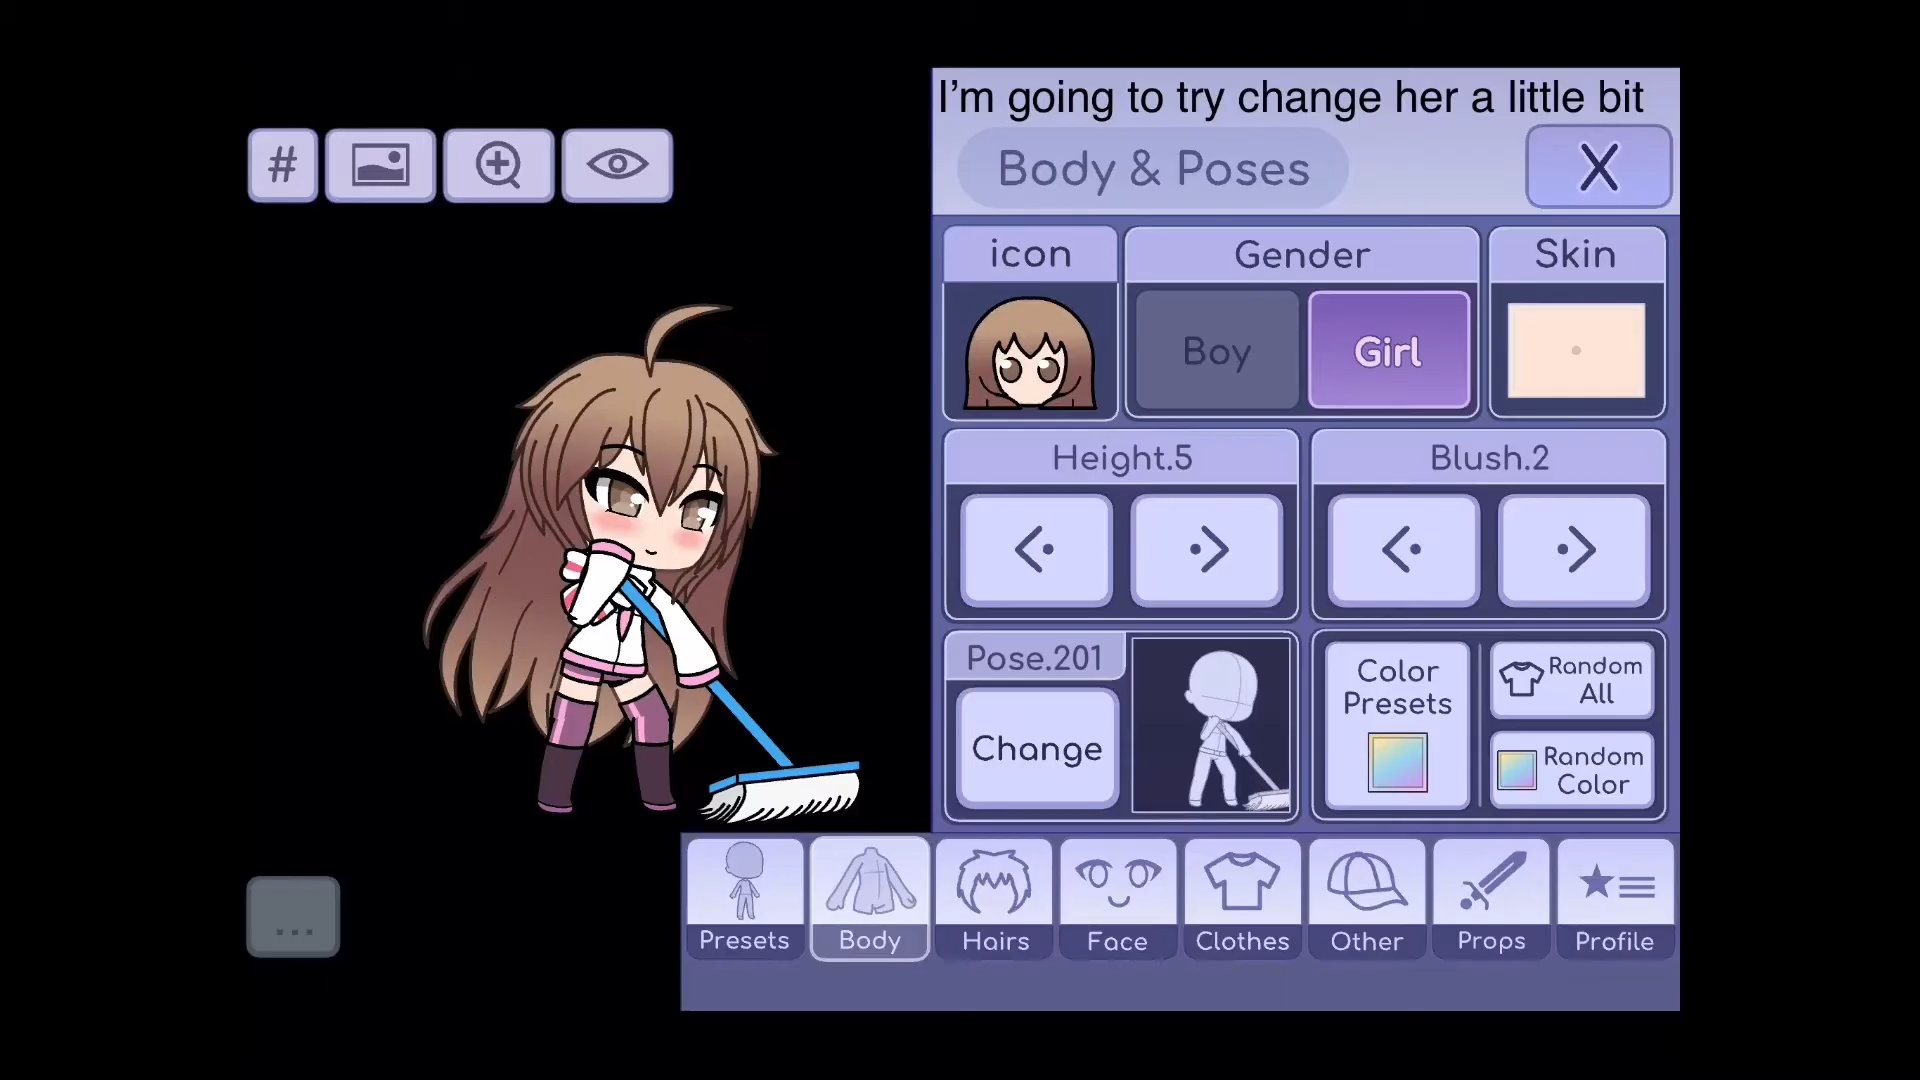 I'm going to try change her a little bit
#
Body & Poses
X
icon
Gender
Skin
Boy
Girl
Height.5
Blush.2
Pose.201
Change
Color
Presets
Random
All
Random
Color
...
Presets
Body
Hairs
Face
Clothes
Other
Props
Profile